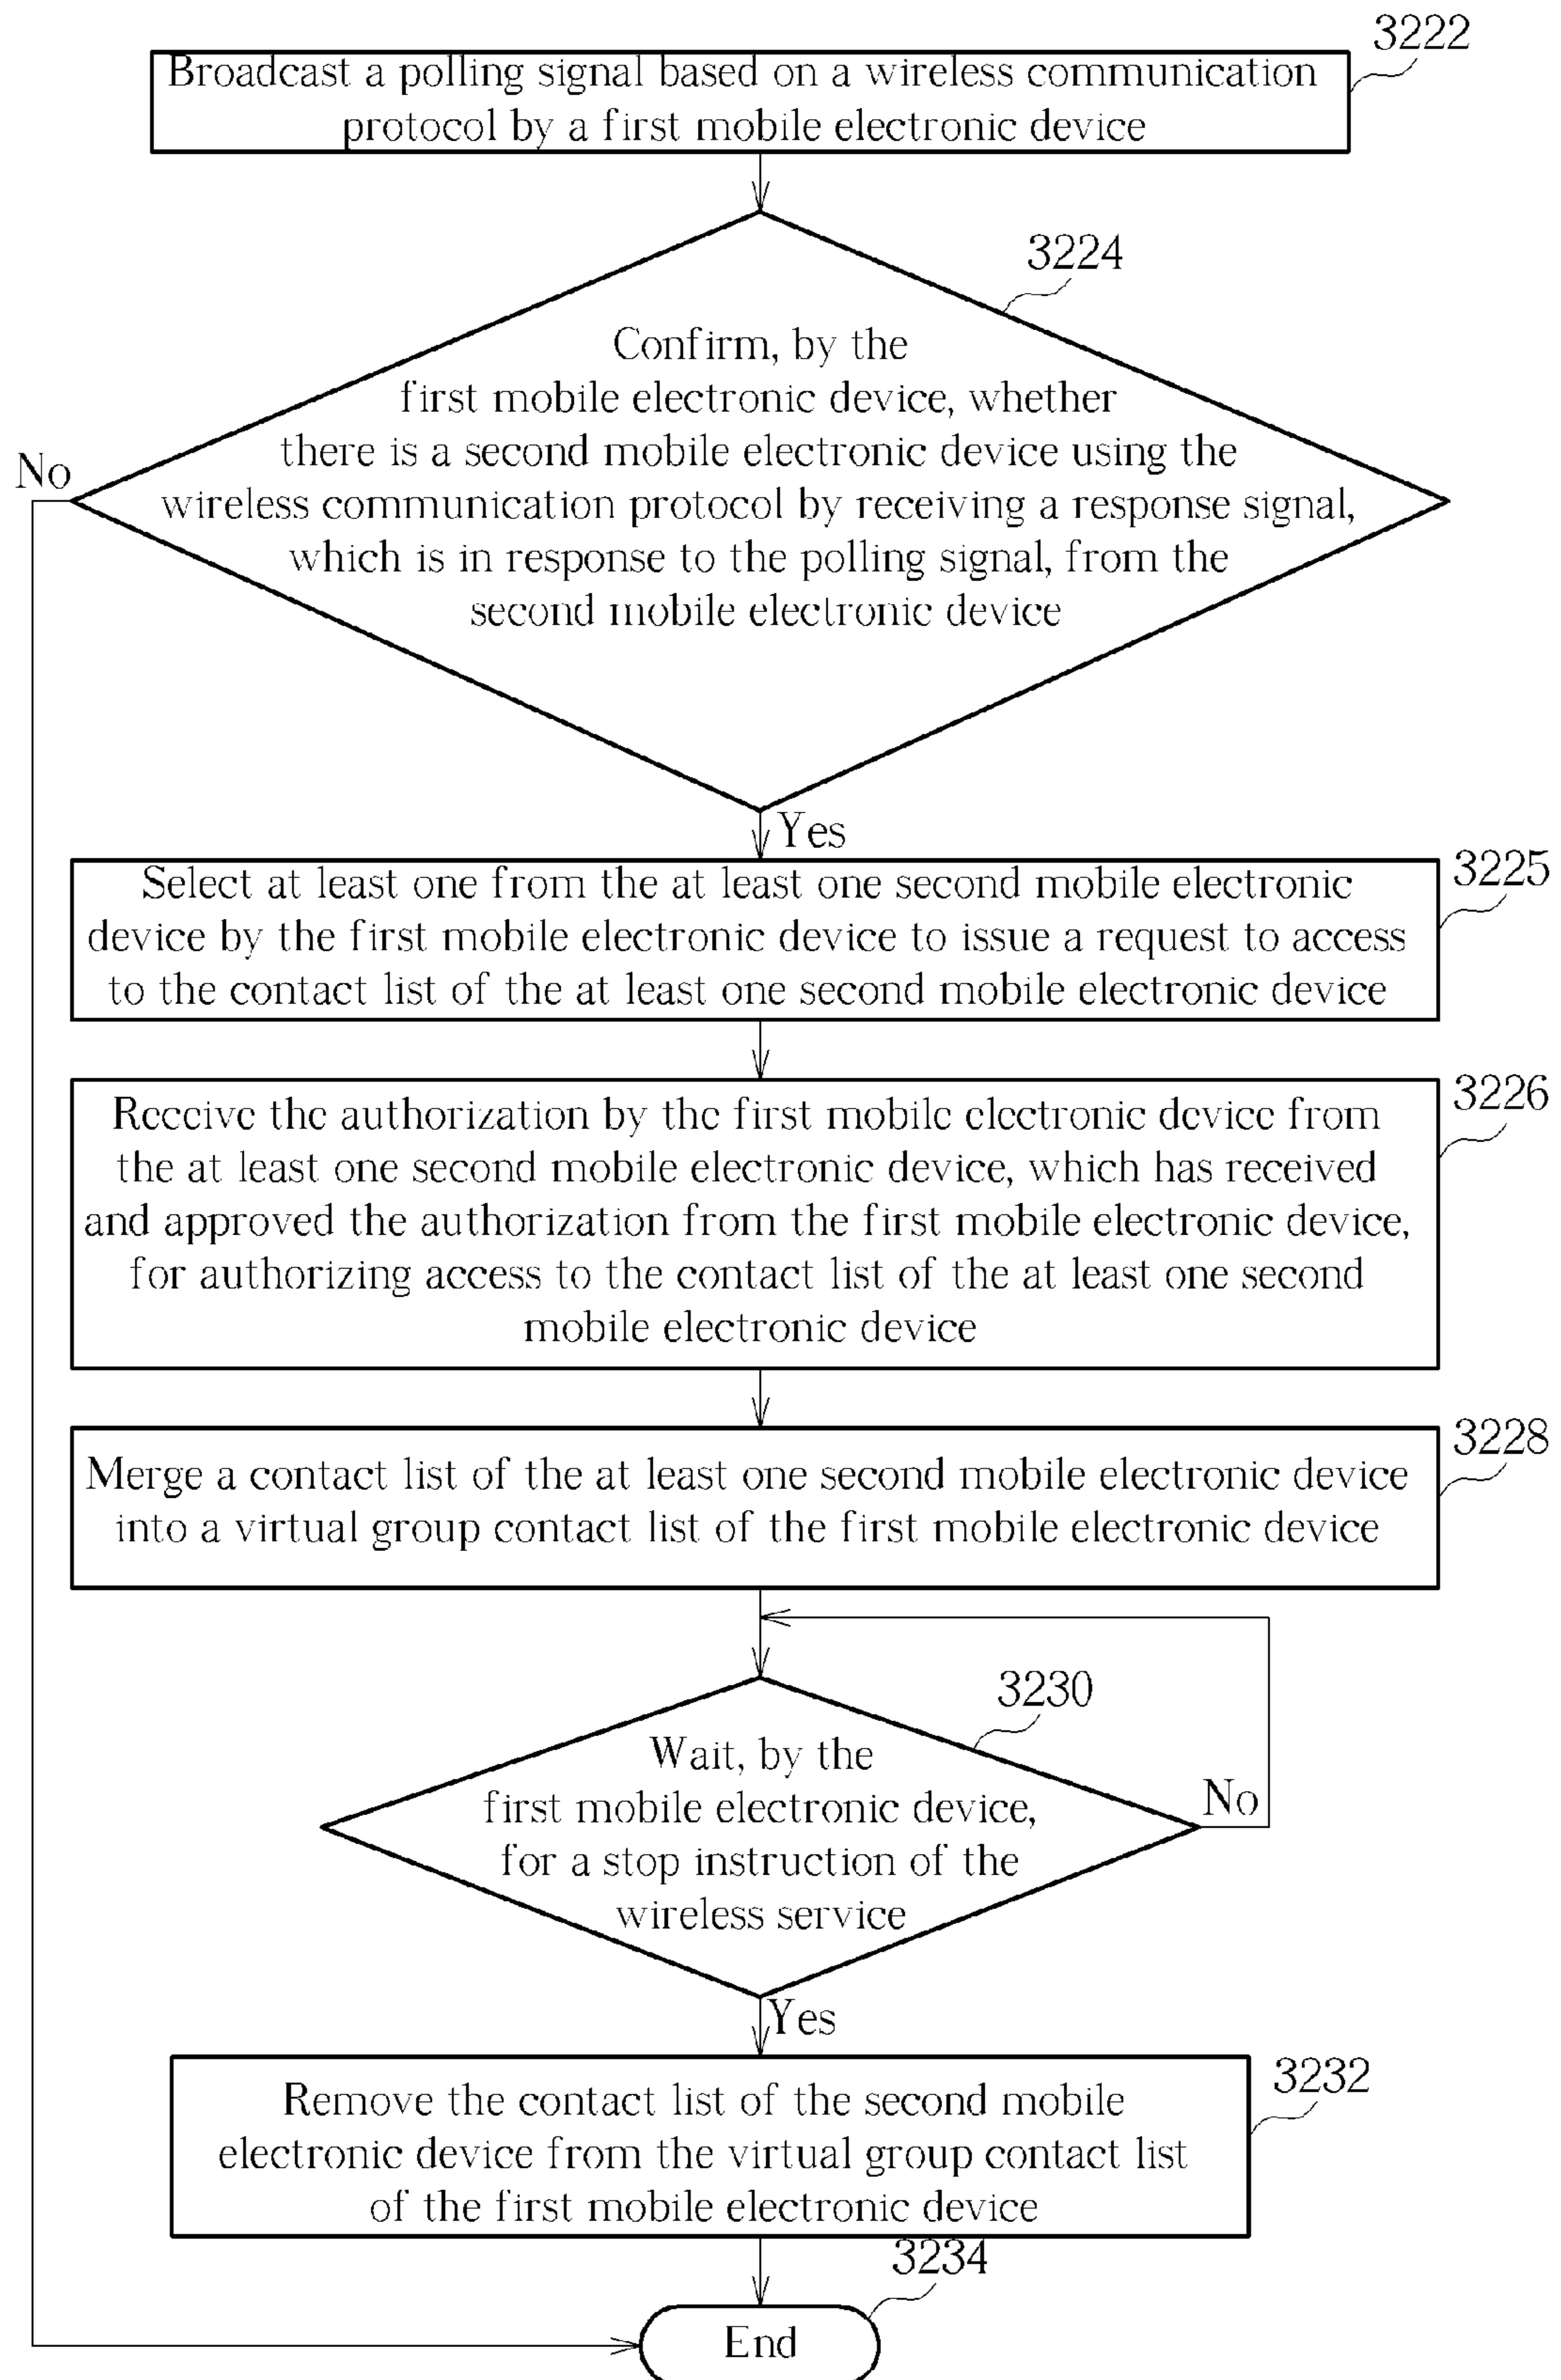 3222
Broadcast a polling signal based on a wireless communication
protocol by a first mobile electronic device
3224
Confirm, by the
first mobile electronic device, whether
there is a second mobile electronic device using the
wireless communication protocol by receiving a response signal,
which is in response to the polling signal, from the
second mobile electronic device
No
Yes
3225
Select at least one from the at least one second mobile electronic
device by the first mobile electronic device to issue a request to access
to the contact list of the at least one second mobile electronic device
3226
Receive the authorization by the first mobile electronic device from
the at least one second mobile electronic device, which has received
and approved the authorization from the first mobile electronic device,
for authorizing access to the contact list of the at least one second
mobile electronic device
3228
Merge a contact list of the at least one second mobile electronic device
into a virtual group contact list of the first mobile electronic device
3230
Wait, by the
first mobile electronic device,
for a stop instruction of the
wireless service
No
Yes
3232
Remove the contact list of the second mobile
electronic device from the virtual group contact list
of the first mobile electronic device
3234
End